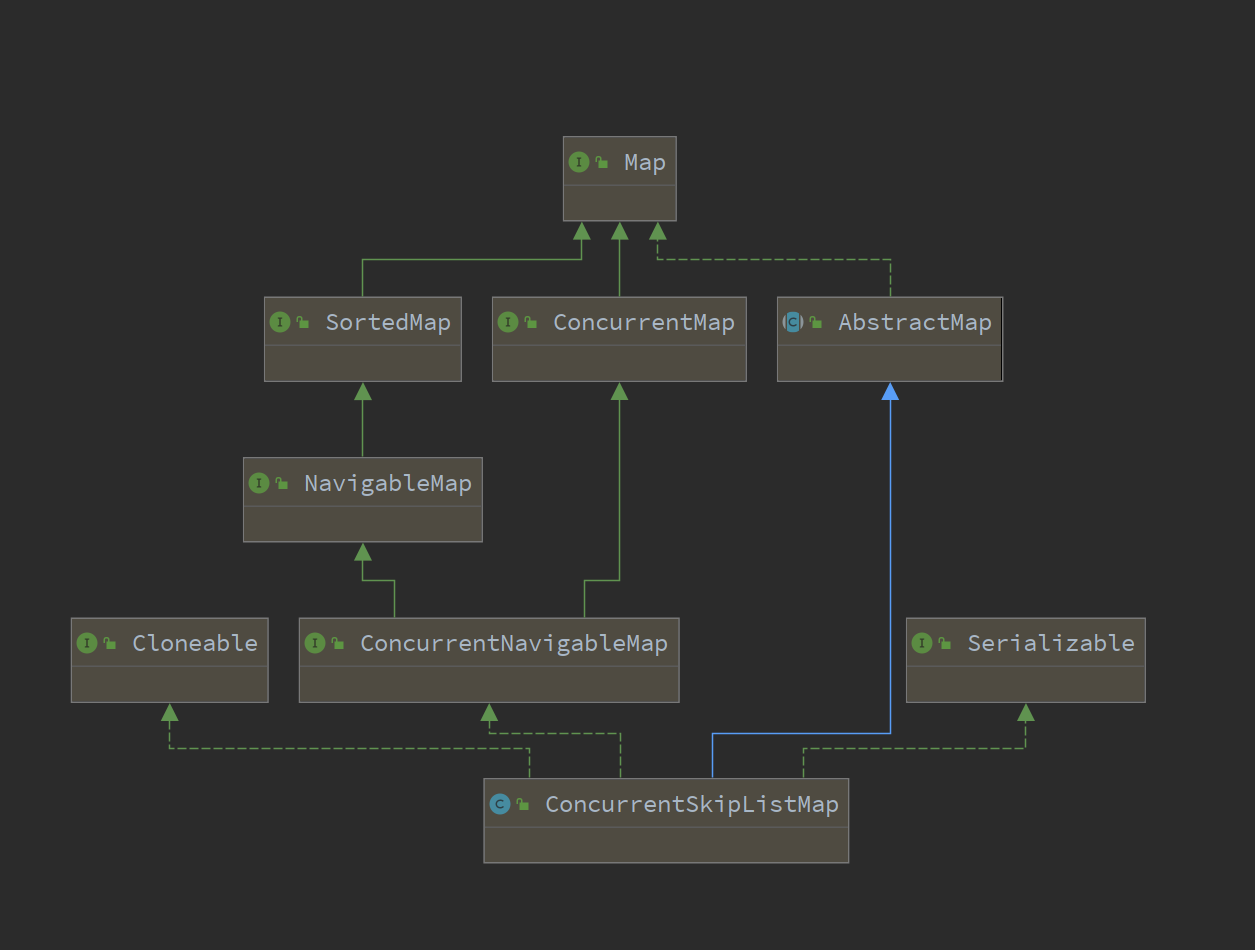 I Map
I SortedMap
I ConcurrentMap
C AbstractMap
I NavigableMap
I Cloneable
I ConcurrentNavigableMap
I Serializable
C ConcurrentSkipListMap